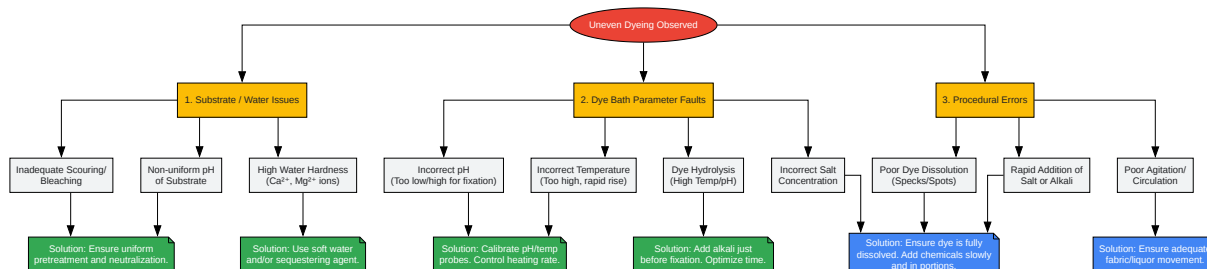 Uneven Dyeing Observed
1. Substrate / Water Issues
2. Dye Bath Parameter Faults
3. Procedural Errors
Inadequate Scouring/
Bleaching
Non-uniform pH
of Substrate
High Water Hardness
(Ca²⁺, Mg²⁺ ions)
Incorrect pH
(Too low/high for fixation)
Incorrect Temperature
(Too high, rapid rise)
Dye Hydrolysis
(High Temp/pH)
Incorrect Salt
Concentration
Poor Dye Dissolution
(Specks/Spots)
Rapid Addition of
Salt or Alkali
Poor Agitation/
Circulation
Solution: Ensure uniform
pretreatment and neutralization.
Solution: Use soft water
and/or sequestering agent.
Solution: Calibrate pH/temp
probes. Control heating rate.
Solution: Add alkali just
before fixation. Optimize time.
Solution: Ensure dye is fully
dissolved. Add chemicals slowly
and in portions.
Solution: Ensure adequate
fabric/liquor movement.